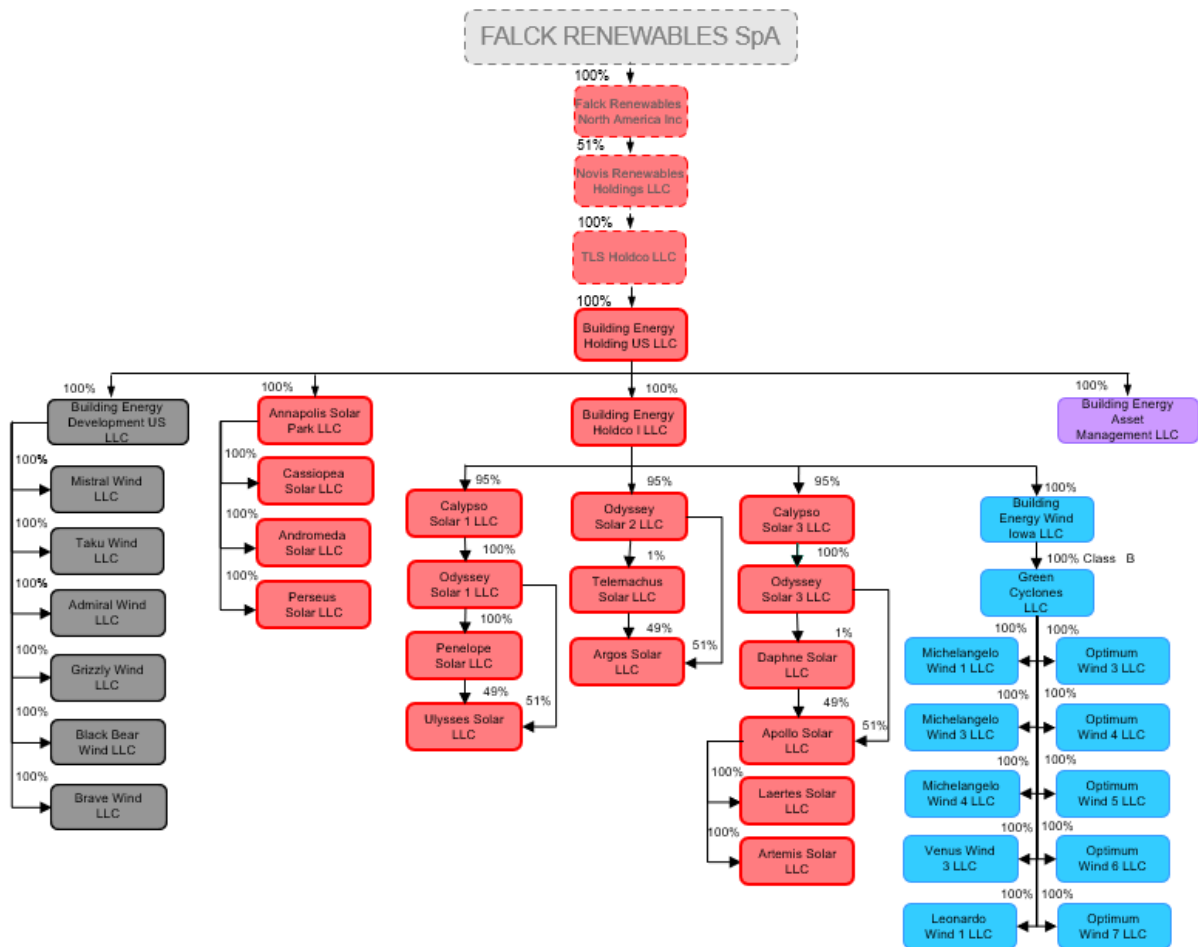 FALCK RENEWABLES SpA
100%
Falck Renewables
North America Inc
51%
Novis Renewables
Holdings LLC
100%
TLS Holdco LLC
100%
Building Energy
Holding US LLC
100%
100%
100%
100%
Building Energy
Development US
LLC
Annapolis Solar
Park LLC
Building Energy
Holdco I LLC
Building Energy
Asset
Management LLC
100%
Mistral Wind
LLC
100%
Taku Wind
LLC
100%
Admiral Wind
LLC
100%
Grizzly Wind
LLC
100%
Black Bear
Wind LLC
100%
Brave Wind
LLC
100%
Cassiopea
Solar LLC
100%
Andromeda
Solar LLC
100%
Perseus
Solar LLC
95%
Calypso
Solar 1 LLC
100%
Odyssey
Solar 1 LLC
100%
Penelope
Solar LLC
49%
51%
Ulysses Solar
LLC
95%
Odyssey
Solar 2 LLC
1%
Telemachus
Solar LLC
49%
51%
Argos Solar
LLC
95%
Calypso
Solar 3 LLC
100%
Odyssey
Solar 3 LLC
1%
Daphne Solar
LLC
49%
51%
Apollo Solar
LLC
100%
Laertes Solar
LLC
100%
Artemis Solar
LLC
100%
Building
Energy Wind
Iowa LLC
100% Class B
Green
Cyclones
LLC
100%
100%
Michelangelo
Wind 1 LLC
Optimum
Wind 3 LLC
100%
100%
Michelangelo
Wind 3 LLC
Optimum
Wind 4 LLC
100%
100%
Michelangelo
Wind 4 LLC
Optimum
Wind 5 LLC
100%
100%
Venus Wind
3 LLC
Optimum
Wind 6 LLC
100%
100%
Leonardo
Wind 1 LLC
Optimum
Wind 7 LLC